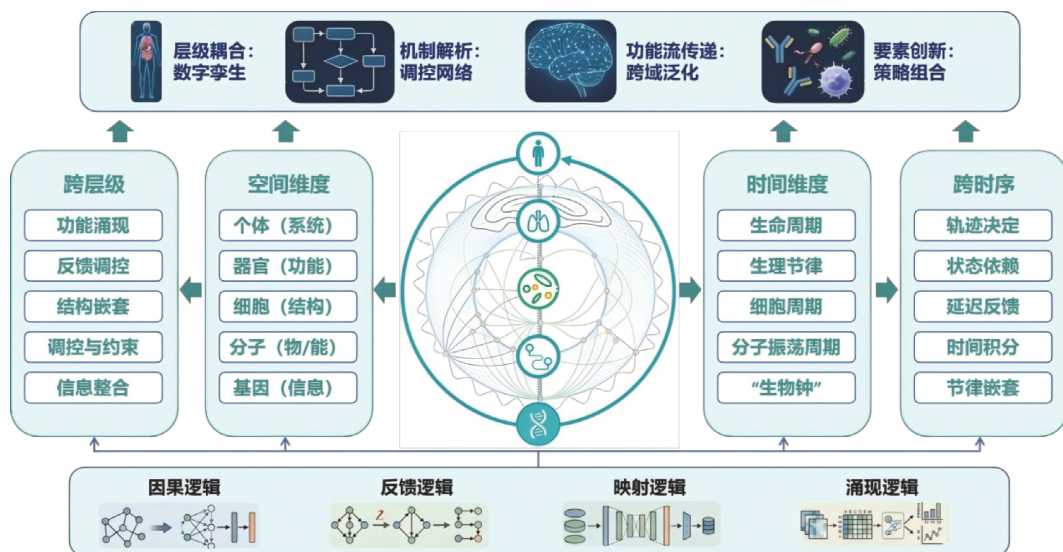 层级耦合：
数字孪生
机制解析：
调控网络
功能流传递：
跨域泛化
要素创新：
策略组合
跨层级
功能涌现
反馈调控
结构嵌套
调控与约束
信息整合
空间维度
个体（系统）
器官（功能）
细胞（结构）
分子（物/能）
基因（信息）
时间维度
生命周期
生理节律
细胞周期
分子振荡周期
“生物钟”
跨时序
轨迹决定
状态依赖
延迟反馈
时间积分
节律嵌套
因果逻辑
反馈逻辑
映射逻辑
涌现逻辑